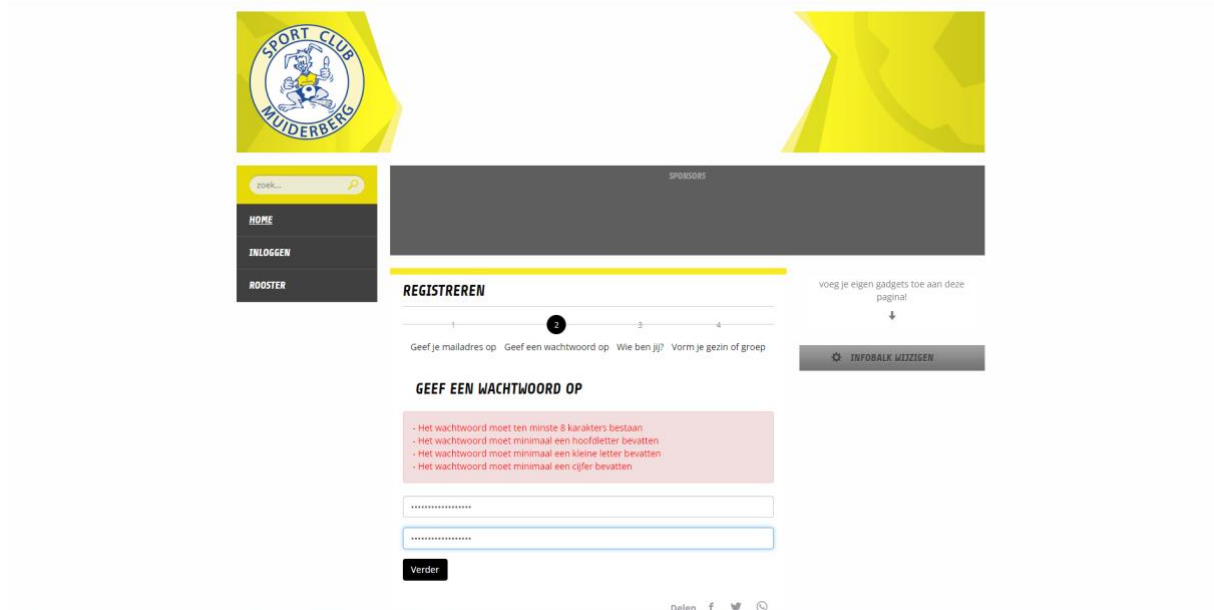 SPORT CLUB
MUIDERBERG
zoek...
HOME
INLOGGEN
ROOSTER
SPONSORS
REGISTREREN
1 2 3 4
Geef je mailadres op Geef een wachtwoord op Wie ben jij? Vorm je gezin of groep
GEEF EEN WACHTWOORD OP
- Het wachtwoord moet ten minste 8 karakters bestaan
- Het wachtwoord moet minimaal een hoofdletter bevatten
- Het wachtwoord moet minimaal een kleine letter bevatten
- Het wachtwoord moet minimaal een cijfer bevatten
•••••••••••••••••
•••••••••••••••••
Verder
Delen
voeg je eigen gadgets toe aan deze
pagina!
INFOBALK WIJZIGEN